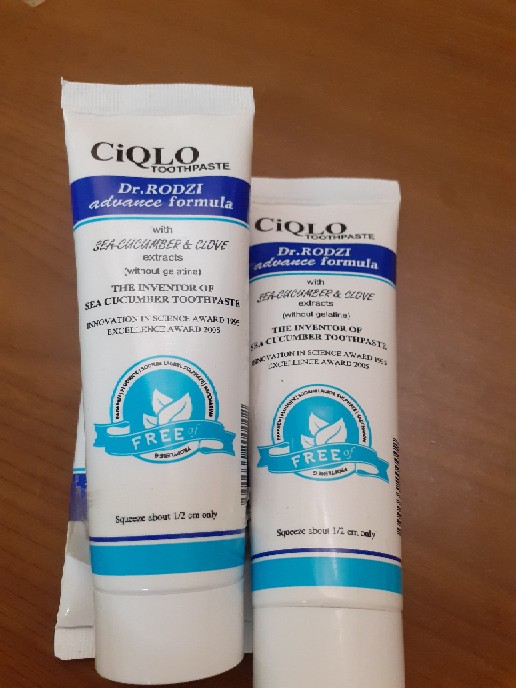 CiQLO
TOOTHPASTE
Dr.RODZI
advance formula
with
SEA-CUCUMBER & CLOVE
extracts
(without gelatine)
THE INVENTOR OF
SEA CUCUMBER TOOTHPASTE
INNOVATION IN SCIENCE AWARD 1995
EXCELLENCE AWARD 2005
FREE of
Squeeze about 1/2 cm only
CiQLO
TOOTHPASTE
Dr.RODZI
advance formula
with
SEA-CUCUMBER & CLOVE
extracts
(without gelatine)
THE INVENTOR OF
SEA CUCUMBER TOOTHPASTE
INNOVATION IN SCIENCE AWARD 1995
EXCELLENCE AWARD 2005
FREE of
Squeeze about 1/2 cm only